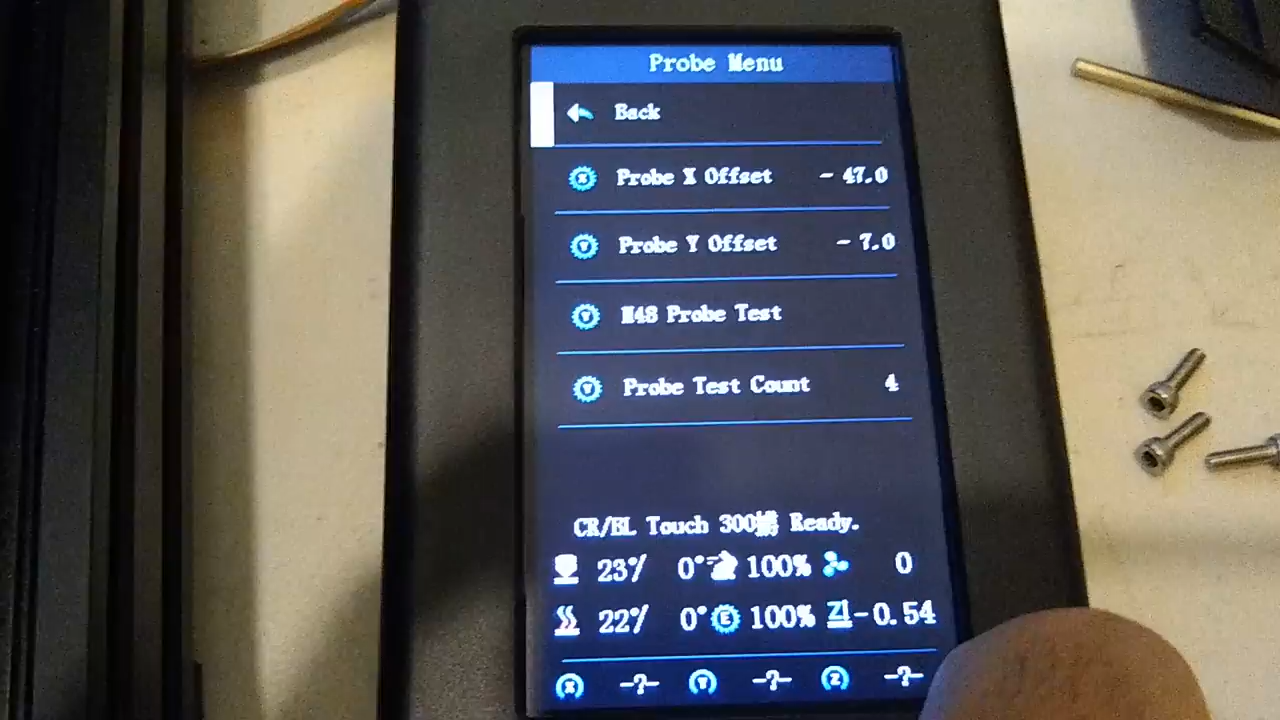 Probe Menu
Back
Probe X Offset -47.0
Probe Y Offset -7.0
M48 Probe Test
Probe Test Count 4
CR/BL Touch 300 Ready.
23°/ 0° 100% 0
22°/ 0° E 100% Z -0.54
X -?- Y -?- Z -?-